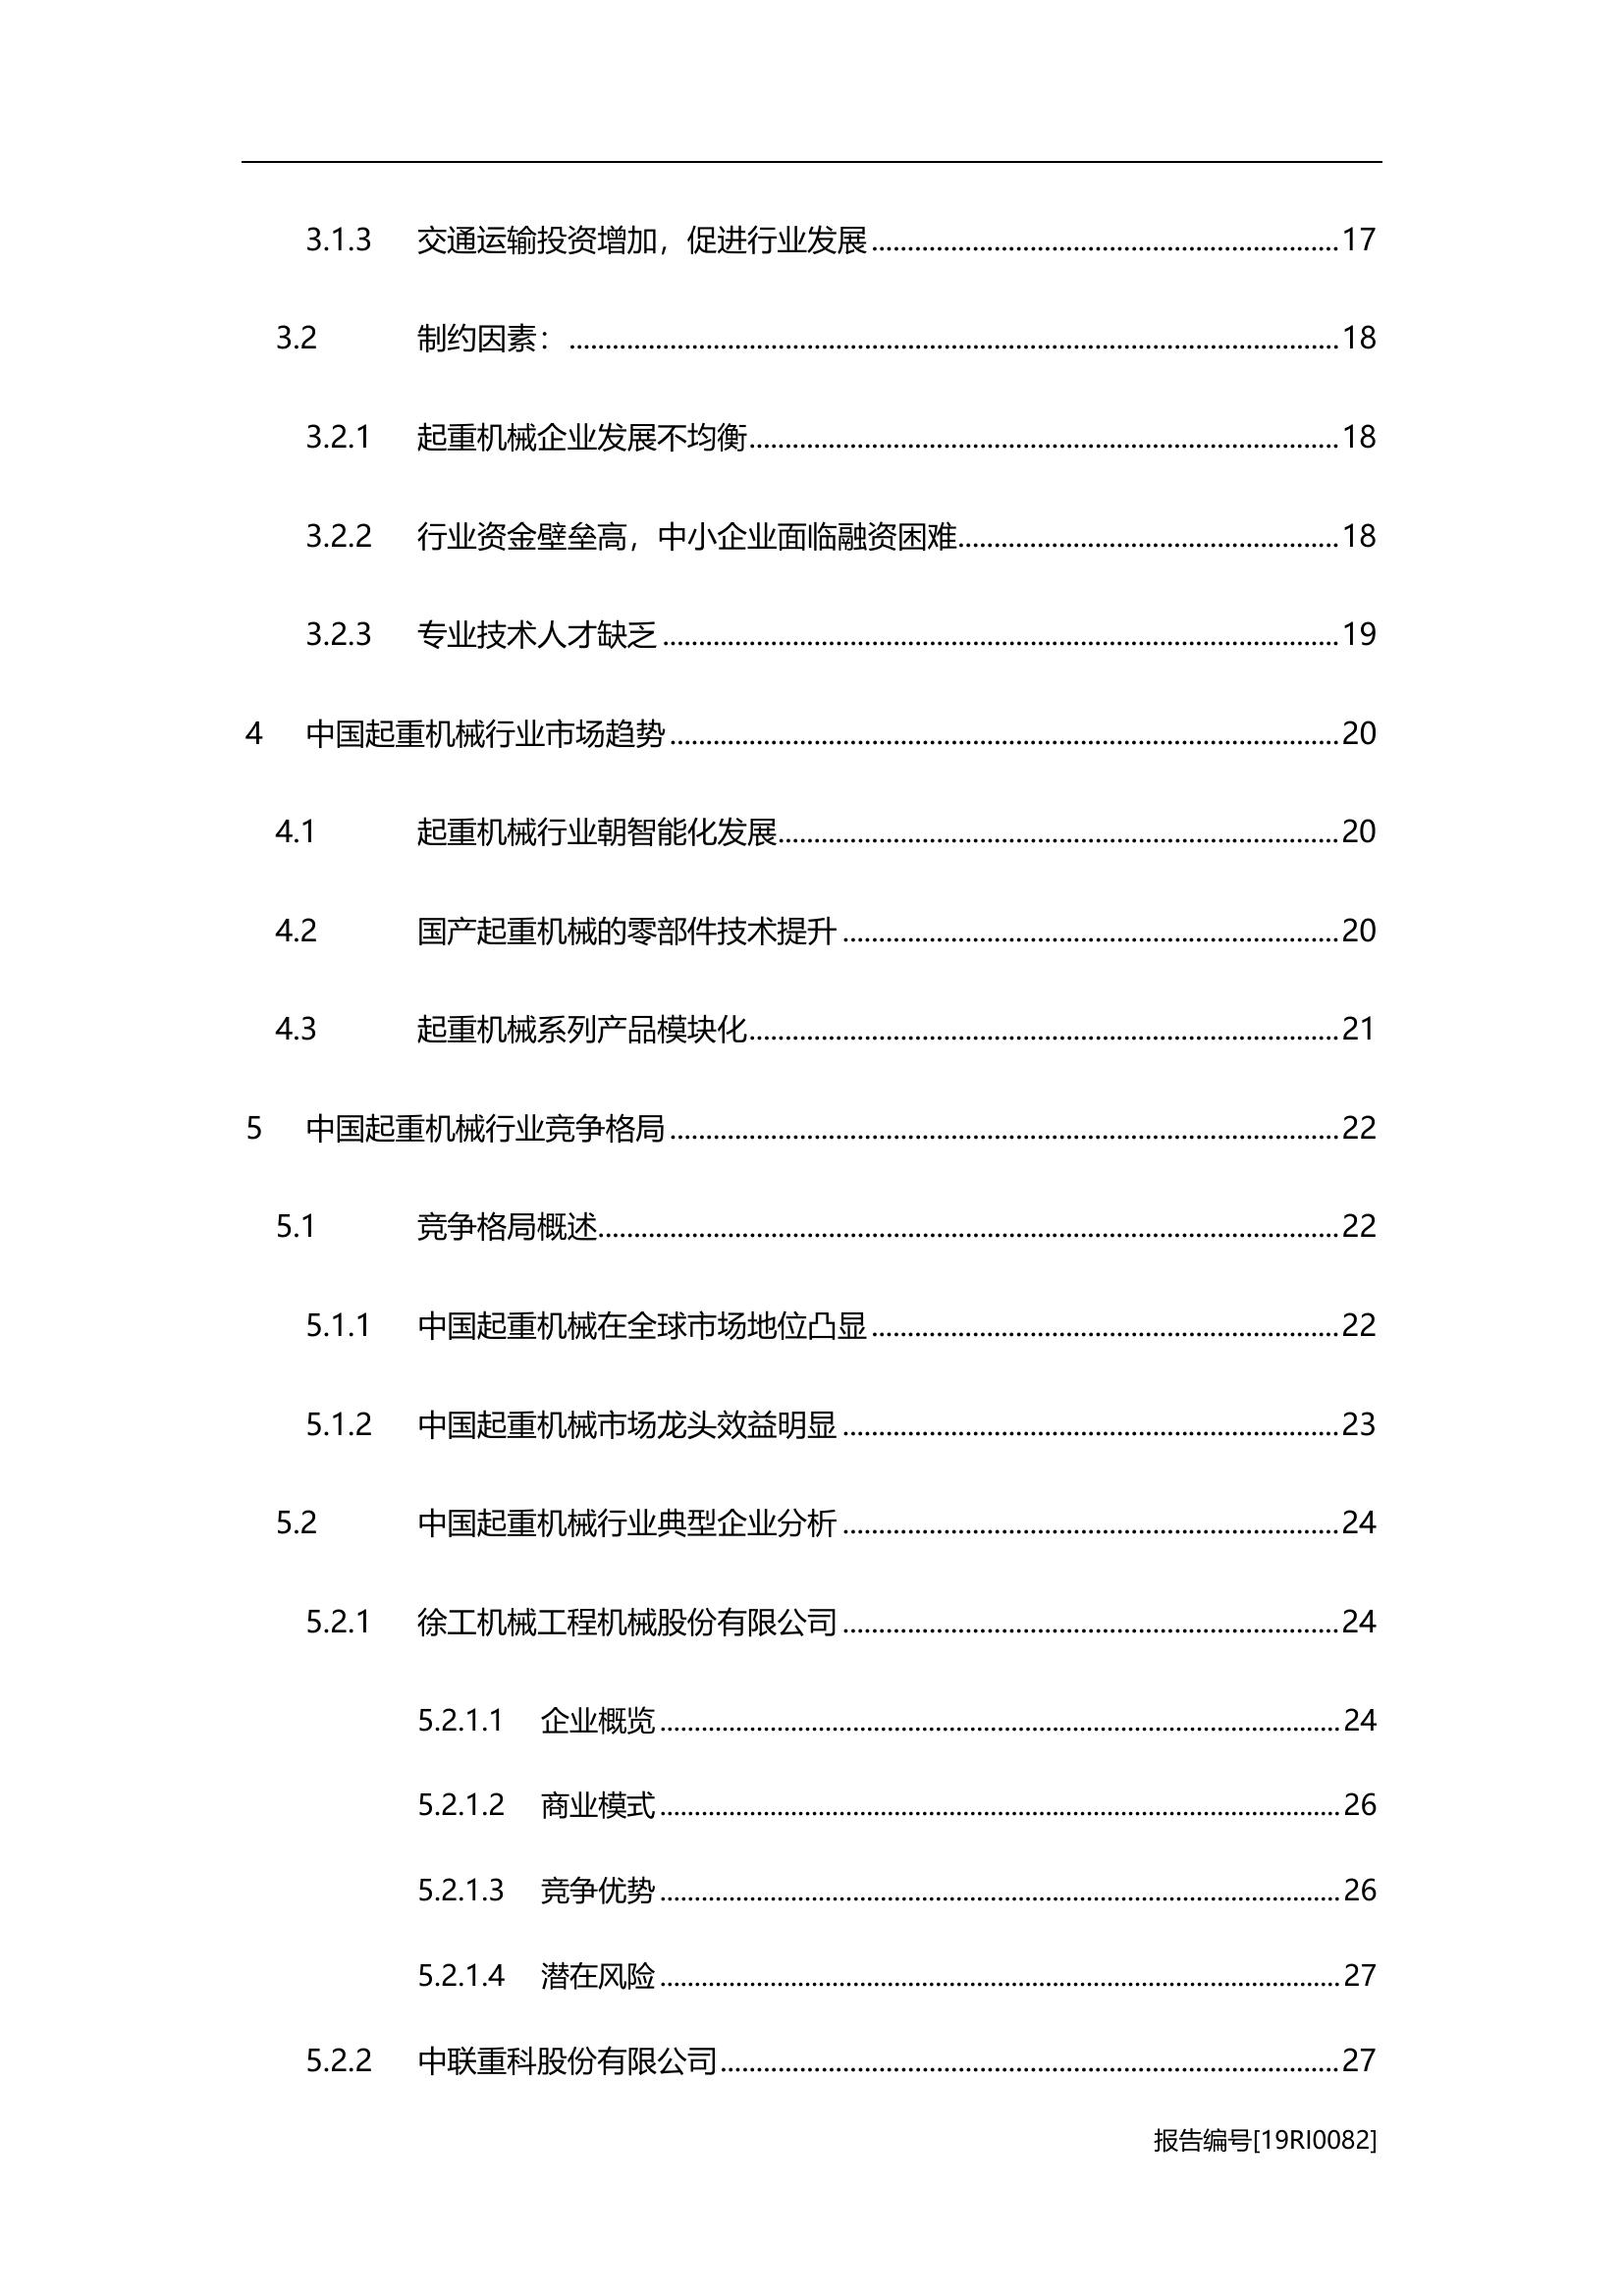 3.1.3 交通运输投资增加，促进行业发展 ........ 17
3.2 制约因素： ........ 18
3.2.1 起重机械企业发展不均衡 ........ 18
3.2.2 行业资金壁垒高，中小企业面临融资困难 ........ 18
3.2.3 专业技术人才缺乏 ........ 19
4 中国起重机械行业市场趋势 ........ 20
4.1 起重机械行业朝智能化发展 ........ 20
4.2 国产起重机械的零部件技术提升 ........ 20
4.3 起重机械系列产品模块化 ........ 21
5 中国起重机械行业竞争格局 ........ 22
5.1 竞争格局概述 ........ 22
5.1.1 中国起重机械在全球市场地位凸显 ........ 22
5.1.2 中国起重机械市场龙头效益明显 ........ 23
5.2 中国起重机械行业典型企业分析 ........ 24
5.2.1 徐工机械工程机械股份有限公司 ........ 24
5.2.1.1 企业概览 ........ 24
5.2.1.2 商业模式 ........ 26
5.2.1.3 竞争优势 ........ 26
5.2.1.4 潜在风险 ........ 27
5.2.2 中联重科股份有限公司 ........ 27
报告编号[19RI0082]